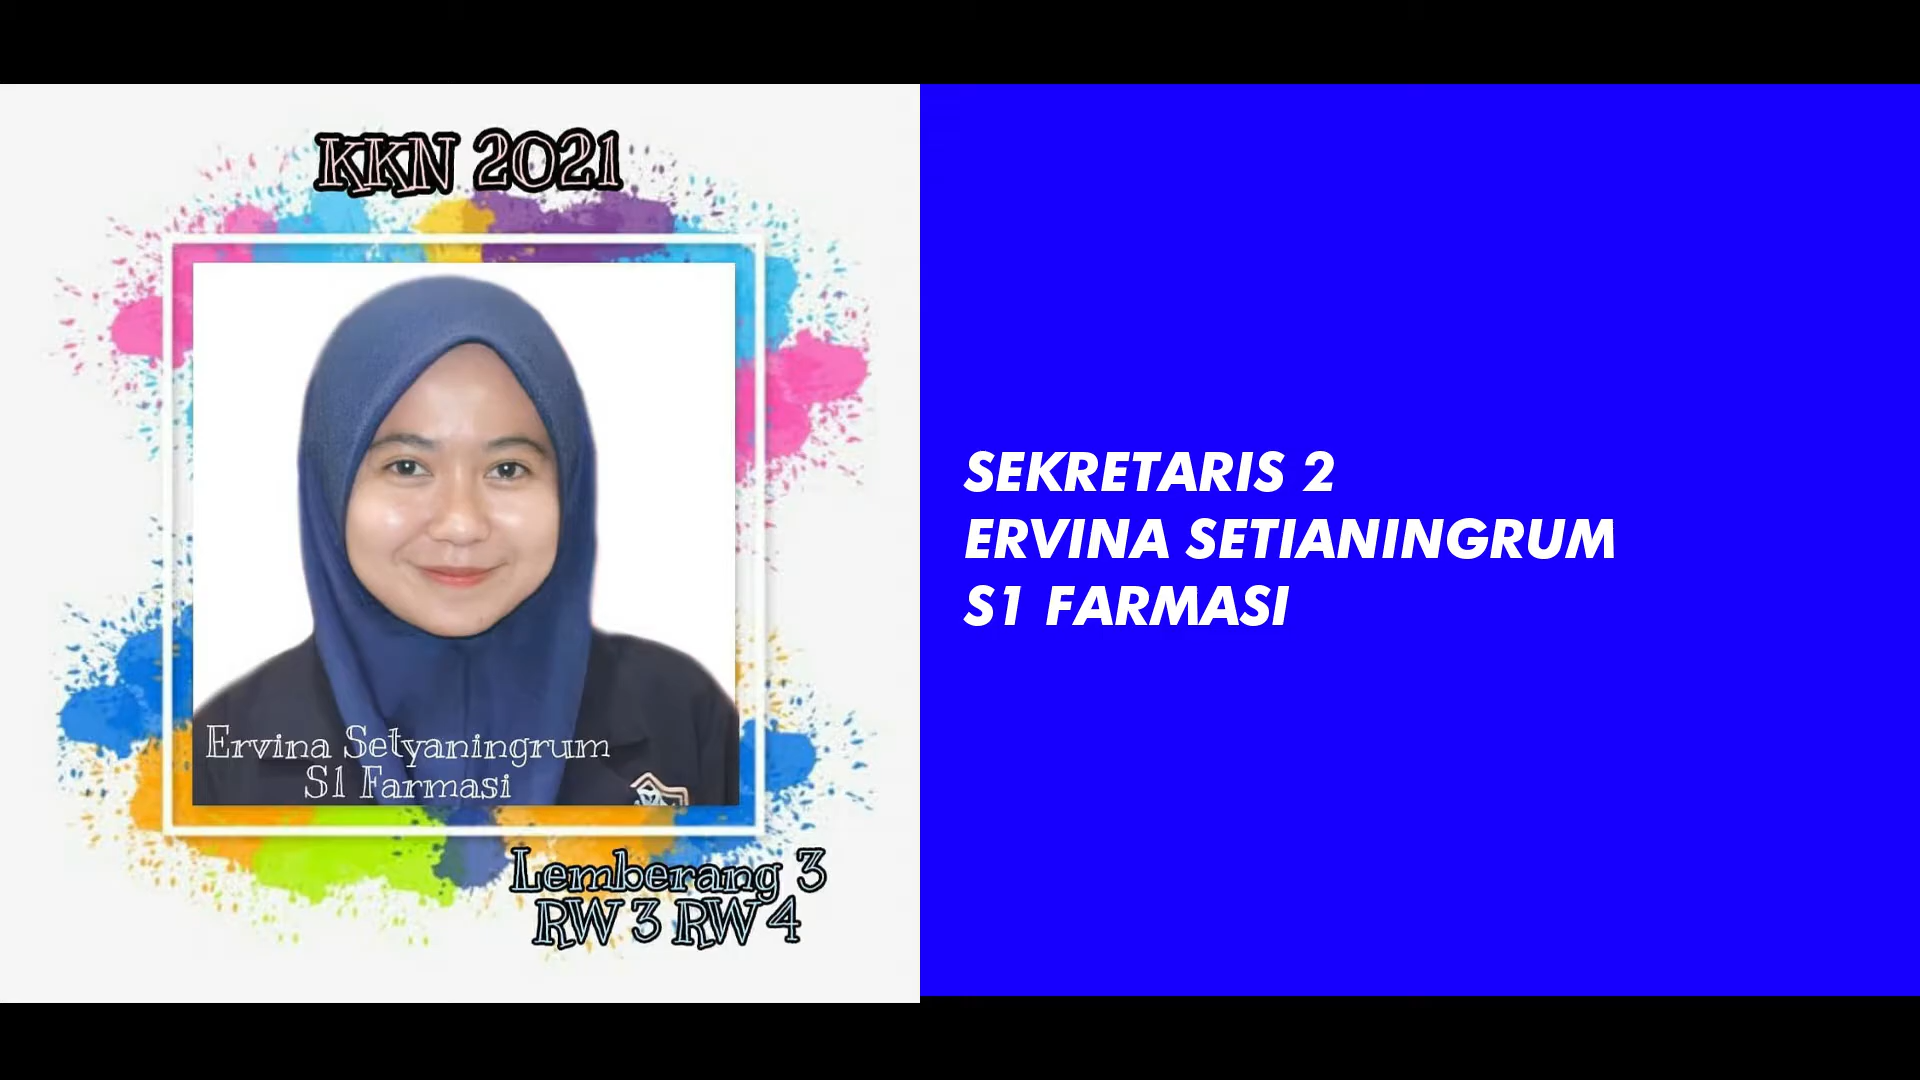 KKN 2021
Ervina Setyaningrum
S1 Farmasi
Lemberang 3
RW 3 RW 4
SEKRETARIS 2
ERVINA SETIANINGRUM
S1 FARMASI